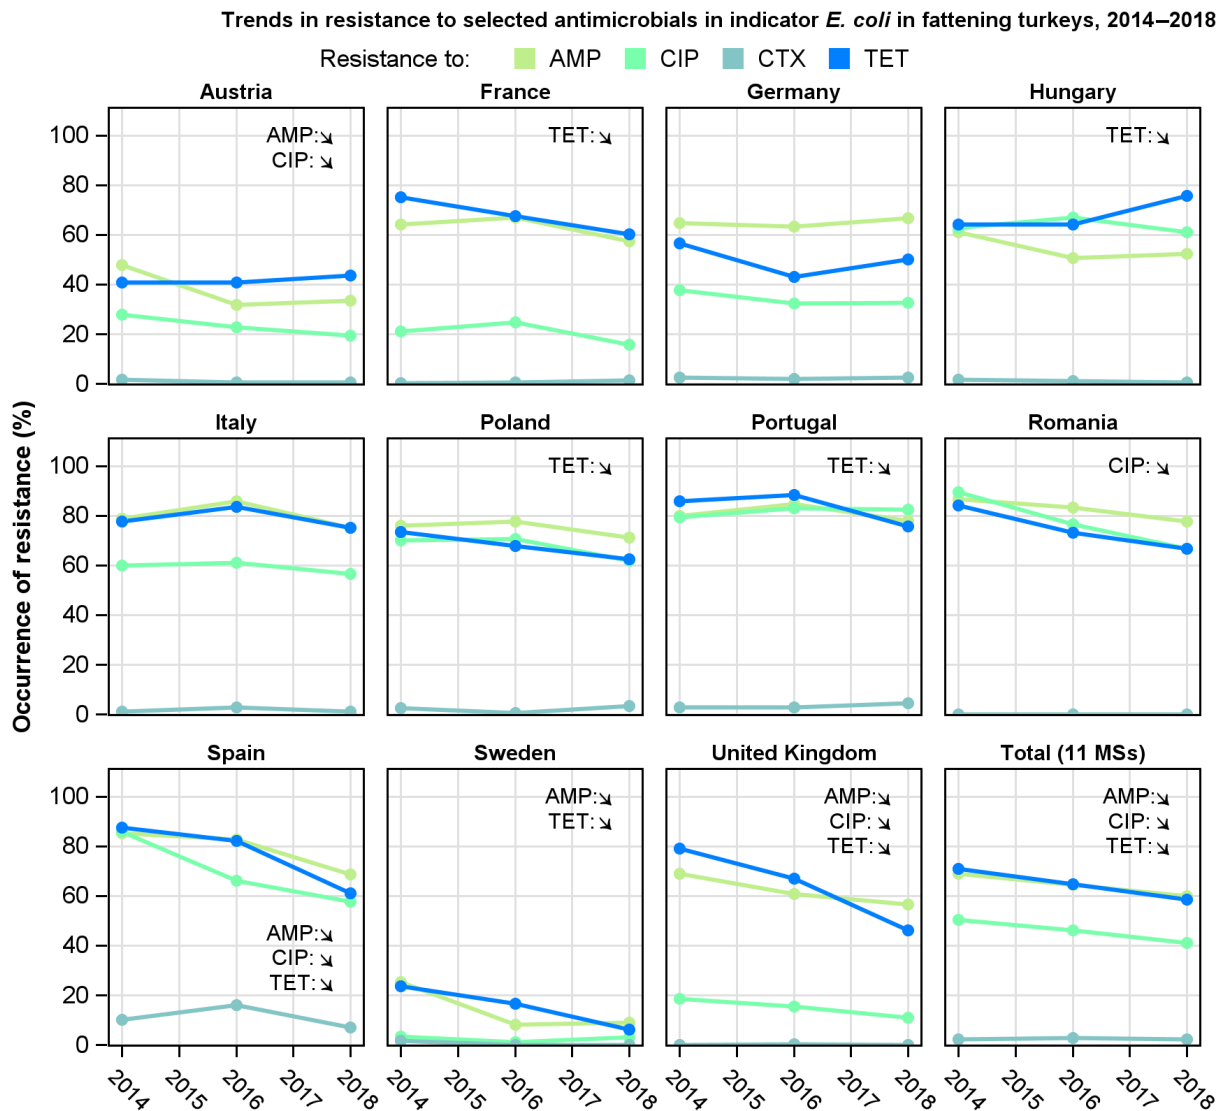 Trends in resistance to selected antimicrobials in indicator E. coli in fattening turkeys, 2014–2018
Resistance to: AMP CIP CTX TET
Austria France Germany Hungary
100
80
60
40
20
0
AMP:↘
CIP: ↘
TET:↘
TET:↘
Occurrence of resistance (%)
Italy Poland Portugal Romania
100
80
60
40
20
0
TET:↘
TET:↘
CIP: ↘
Spain Sweden United Kingdom Total (11 MSs)
100
80
60
40
20
0
AMP:↘
CIP: ↘
TET:↘
AMP:↘
TET:↘
AMP:↘
CIP: ↘
TET:↘
AMP:↘
CIP: ↘
TET:↘
2014 2015 2016 2017 2018 2014 2015 2016 2017 2018 2014 2015 2016 2017 2018 2014 2015 2016 2017 2018